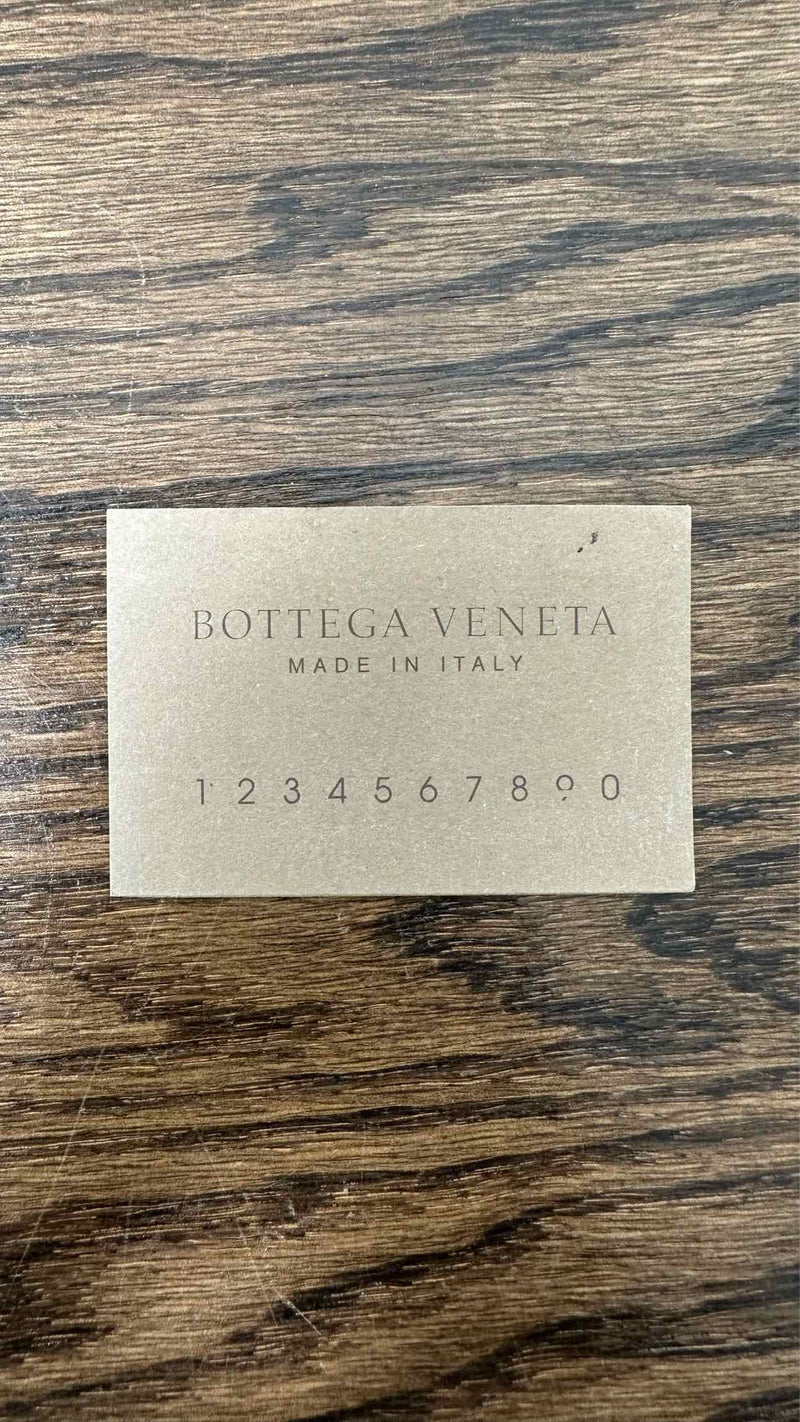 BOTTEGA VENETA
MADE IN ITALY
1 2 3 4 5 6 7 8 9 0